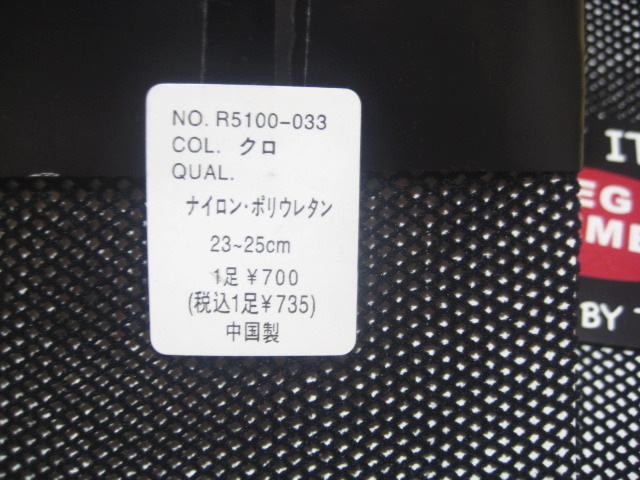 NO. R5100-033
COL. クロ
QUAL.
ナイロン・ポリウレタン
23~25cm
1足 ¥700
(税込1足¥735)
中国製
IT
EG
ME
BY